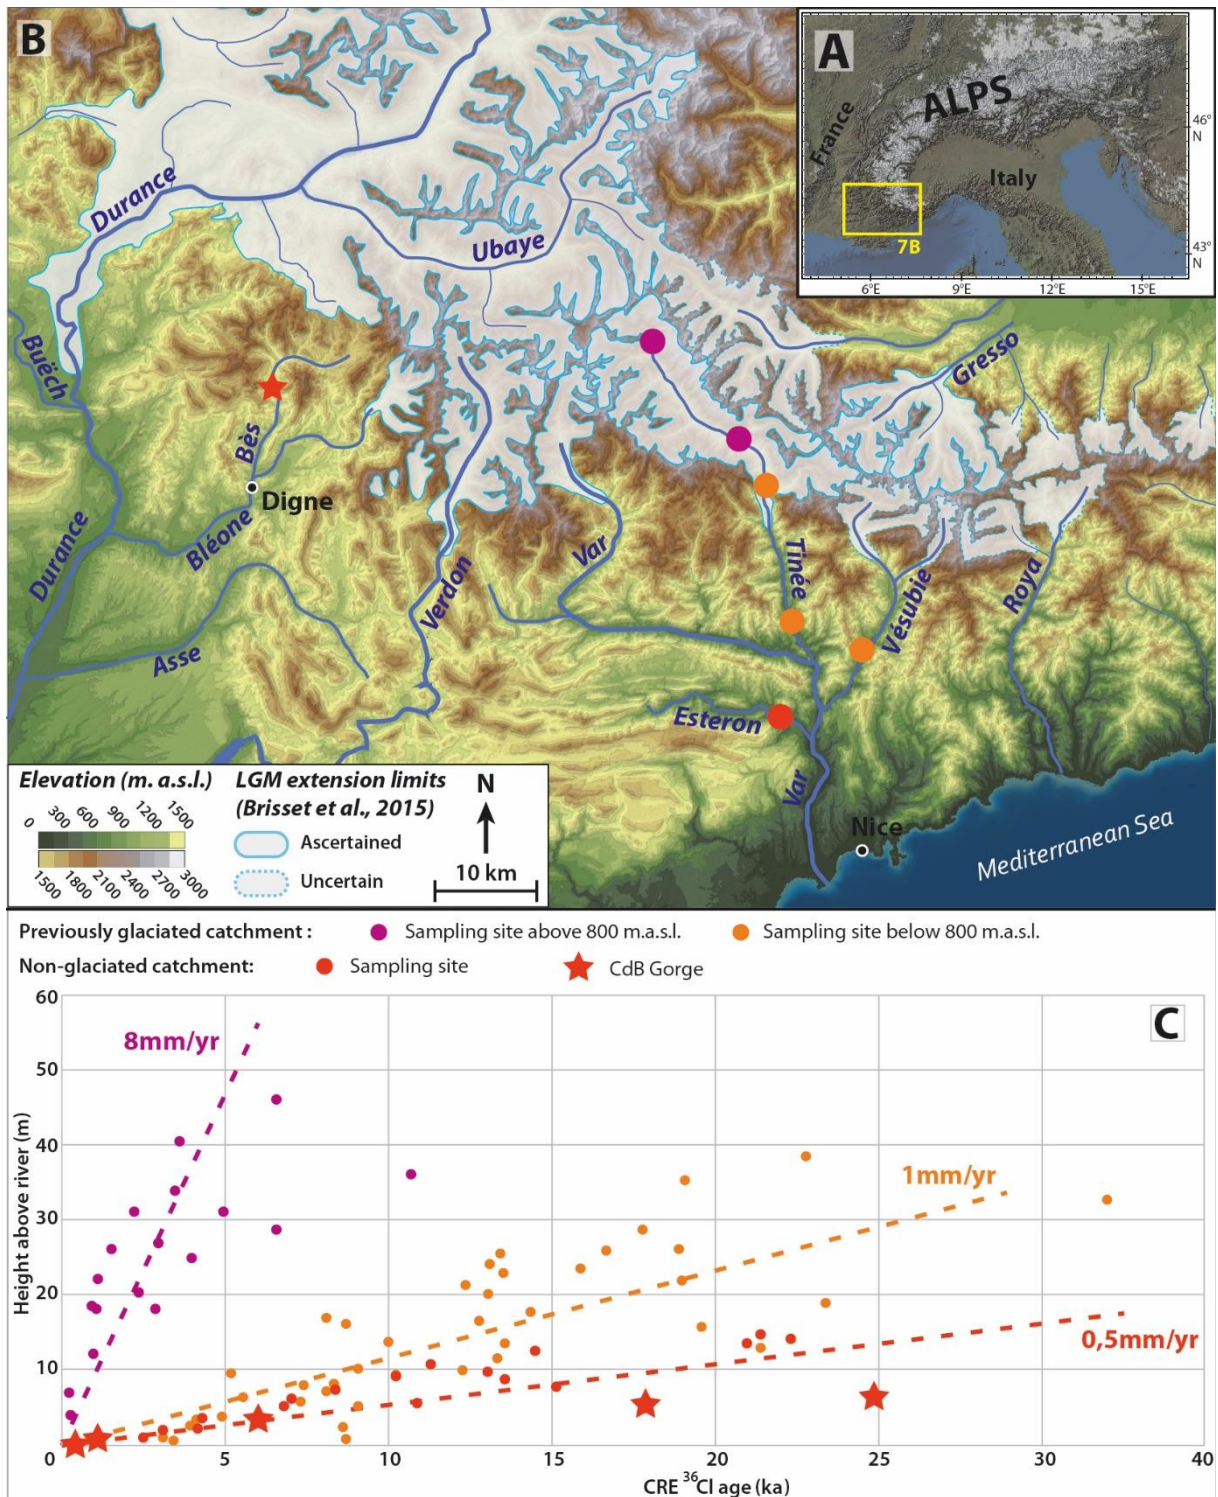 B
A
ALPS
France
Italy
7B
46°
N
43°
N
6°E
9°E
12°E
15°E
Durance
Ubaye
Buëch
Gresso
Bès
Digne
Durance
Bléone
Verdon
Var
Tinée
Vésubie
Roya
Asse
Esteron
Var
Nice
Mediterranean Sea
Elevation (m. a.s.l.)
0 300 600 900 1200 1500
1500 1800 2100 2400 2700 3000
LGM extension limits
(Brisset et al., 2015)
Ascertained
Uncertain
N
10 km
Previously glaciated catchment : Sampling site above 800 m.a.s.l. Sampling site below 800 m.a.s.l.
Non-glaciated catchment: Sampling site CdB Gorge
C
8mm/yr
1mm/yr
0,5mm/yr
Height above river (m)
60
50
40
30
20
10
0 5 10 15 20 25 30 40
CRE ³⁶Cl age (ka)